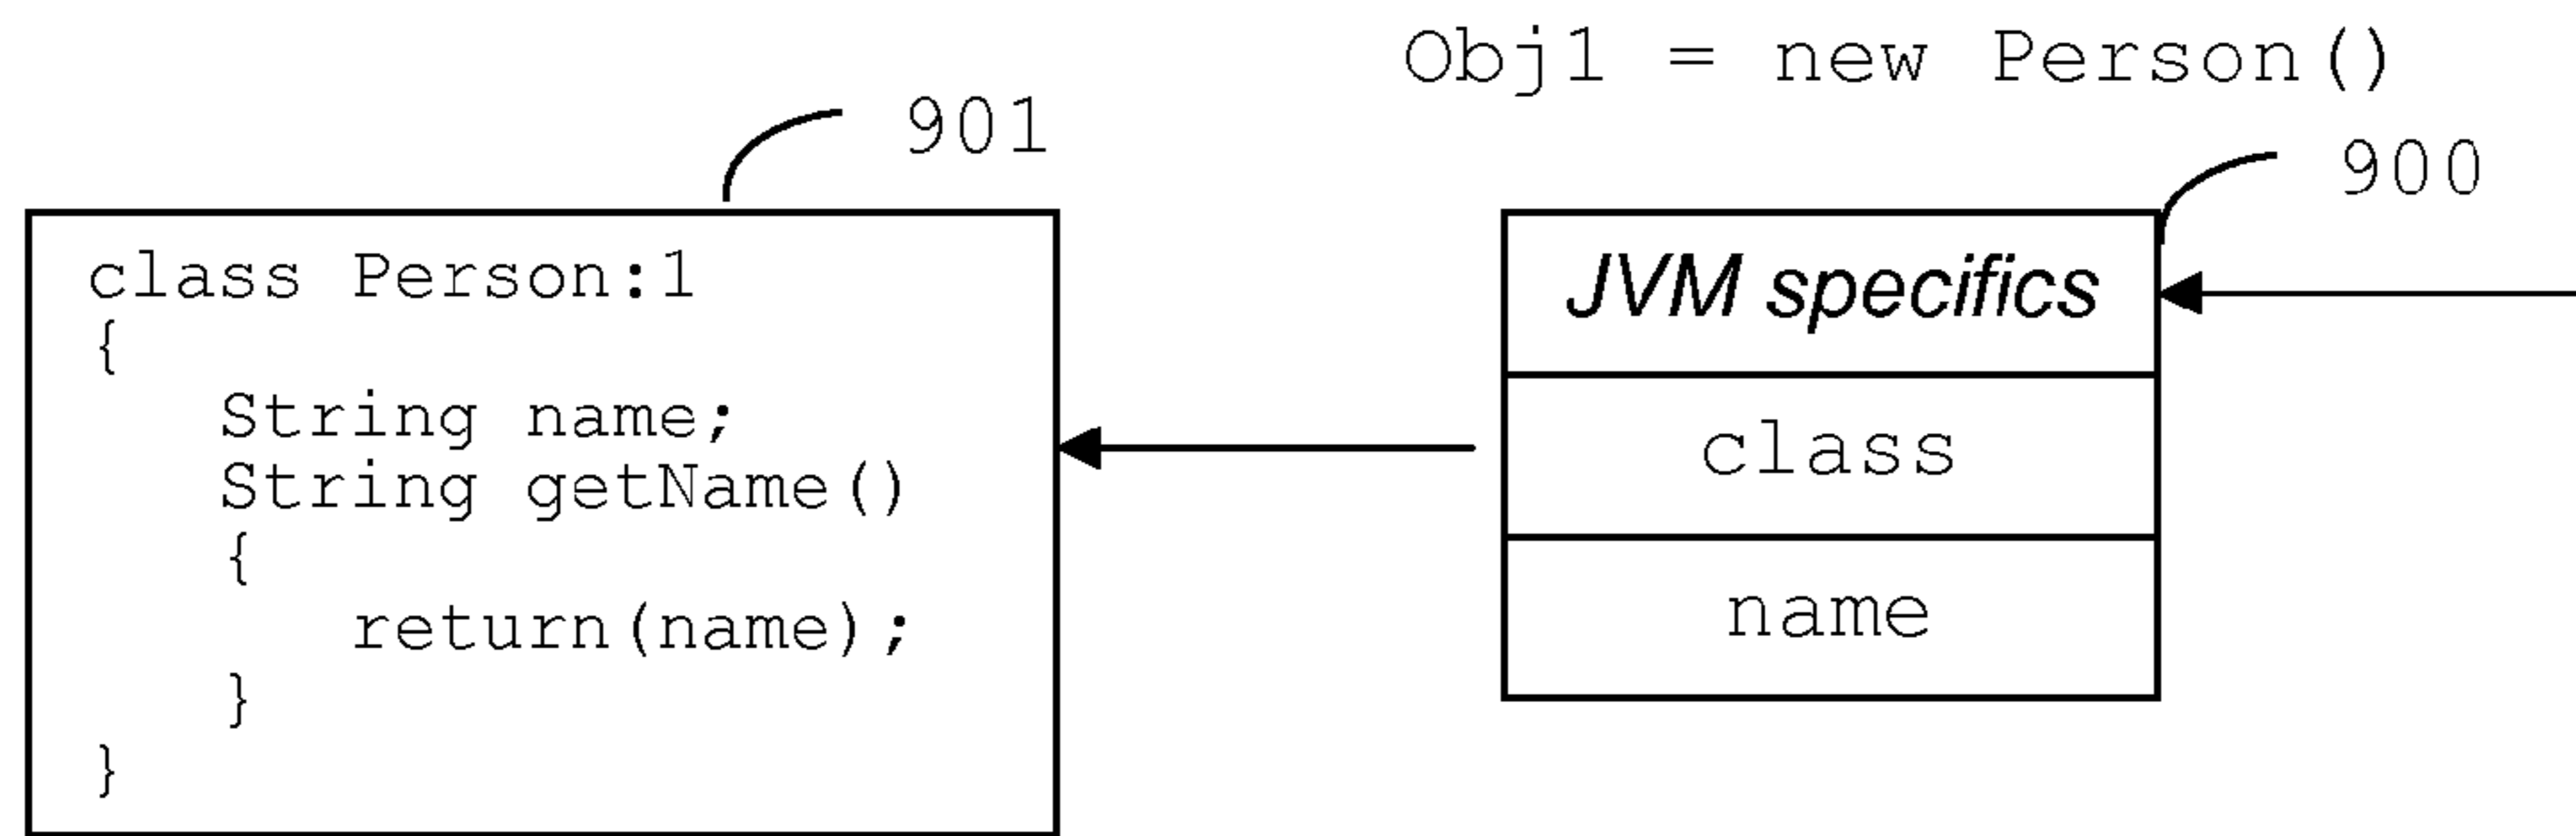 Obj1 = new Person()
901
900
class Person:1
{
String name;
String getName()
{
return(name);
}
}
JVM specifics
class
name